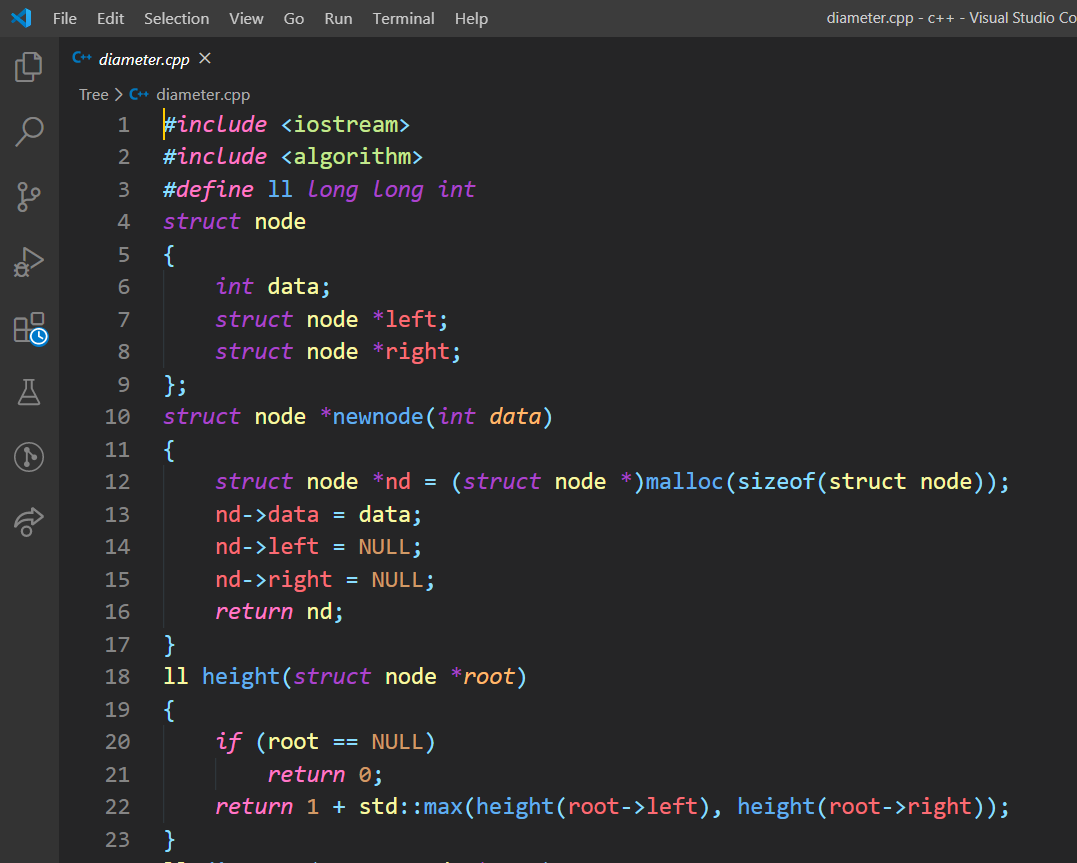 File Edit Selection View Go Run Terminal Help diameter.cpp - c++ - Visual Studio Co
C++ diameter.cpp ×
Tree > C++ diameter.cpp
1 #include <iostream>
2 #include <algorithm>
3 #define ll long long int
4 struct node
5 {
6     int data;
7     struct node *left;
8     struct node *right;
9 };
10 struct node *newnode(int data)
11 {
12     struct node *nd = (struct node *)malloc(sizeof(struct node));
13     nd->data = data;
14     nd->left = NULL;
15     nd->right = NULL;
16     return nd;
17 }
18 ll height(struct node *root)
19 {
20     if (root == NULL)
21         return 0;
22     return 1 + std::max(height(root->left), height(root->right));
23 }